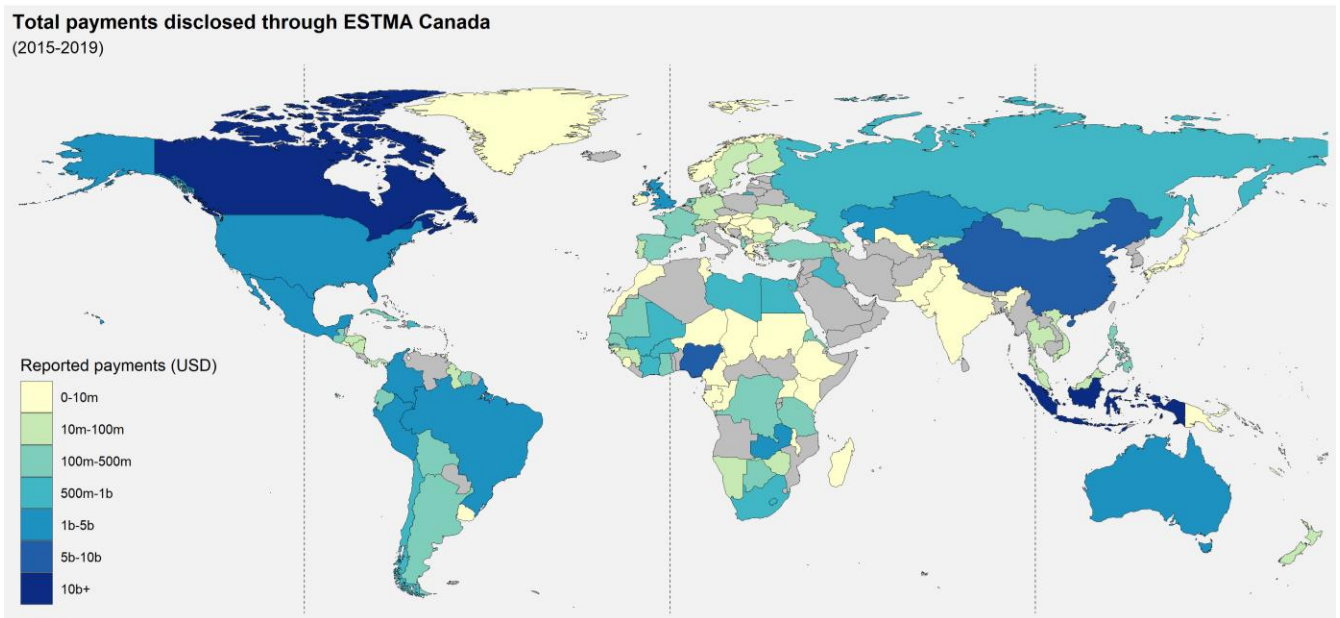 Total payments disclosed through ESTMA Canada
(2015-2019)
Reported payments (USD)
0-10m
10m-100m
100m-500m
500m-1b
1b-5b
5b-10b
10b+